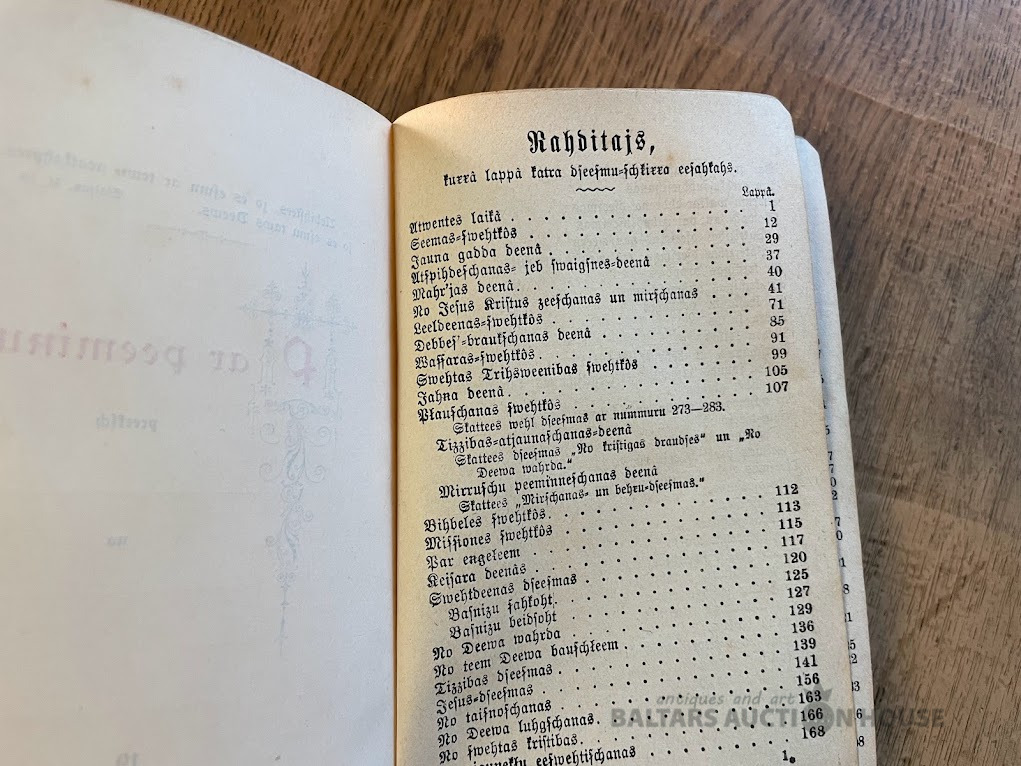 Rahditajs,
kurrâ lappâ katra dſeeſmu-ſchkirra eeſahkahs.
Lappâ.
Atwentes laikâ . . . 1
Seemas-ſwehtkôs . . . 12
Jauna gadda deenâ . . . 29
Atſpihdeſchanas- jeb ſwaigſnes-deenâ . . . 37
Mahr'jas deenâ . . . 40
No Jeſus Kriſtus zeeſchanas un mirſchanas . . . 41
Leeldeenas-ſwehtkôs . . . 71
Debbeſ'-braukſchanas deenâ . . . 85
Waſſaras-ſwehtkôs . . . 91
Swehtas Trihsweenibas ſwehtkôs . . . 99
Jahna deenâ . . . 105
Pļauſchanas ſwehtkôs . . . 107
Skattees wehl dſeeſmas ar nummuru 273—283.
Tizzibas-atjaunaſchanas-deenâ
Skattees dſeeſmas „No kriſtigas draudſes" un „No
Deewa wahrda."
Mirruſchu peeminneſchanas deenâ
Skattees „Mirſchanas- un behru-dſeeſmas."
Bihbeles ſwehtkôs . . . 112
Miſſiones ſwehtkôs . . . 113
Par engeleem . . . 115
Keiſara deenâs . . . 117
Swehtdeenas dſeeſmas . . . 120
Baſnizu ſahkoht . . . 125
Baſnizu beidſoht . . . 127
No Deewa wahrda . . . 129
No teem Deewa bauſchleem . . . 136
Tizzibas dſeeſmas . . . 139
Jeſus-dſeeſmas . . . 141
No taiſnoſchanas . . . 156
No Deewa luhgſchanas . . . 163
No ſwehtas kriſtibas . . . 166
eeſwehtiſchanas . . . 168
1*
antiques and art
BALTARS AUCTION HOUSE